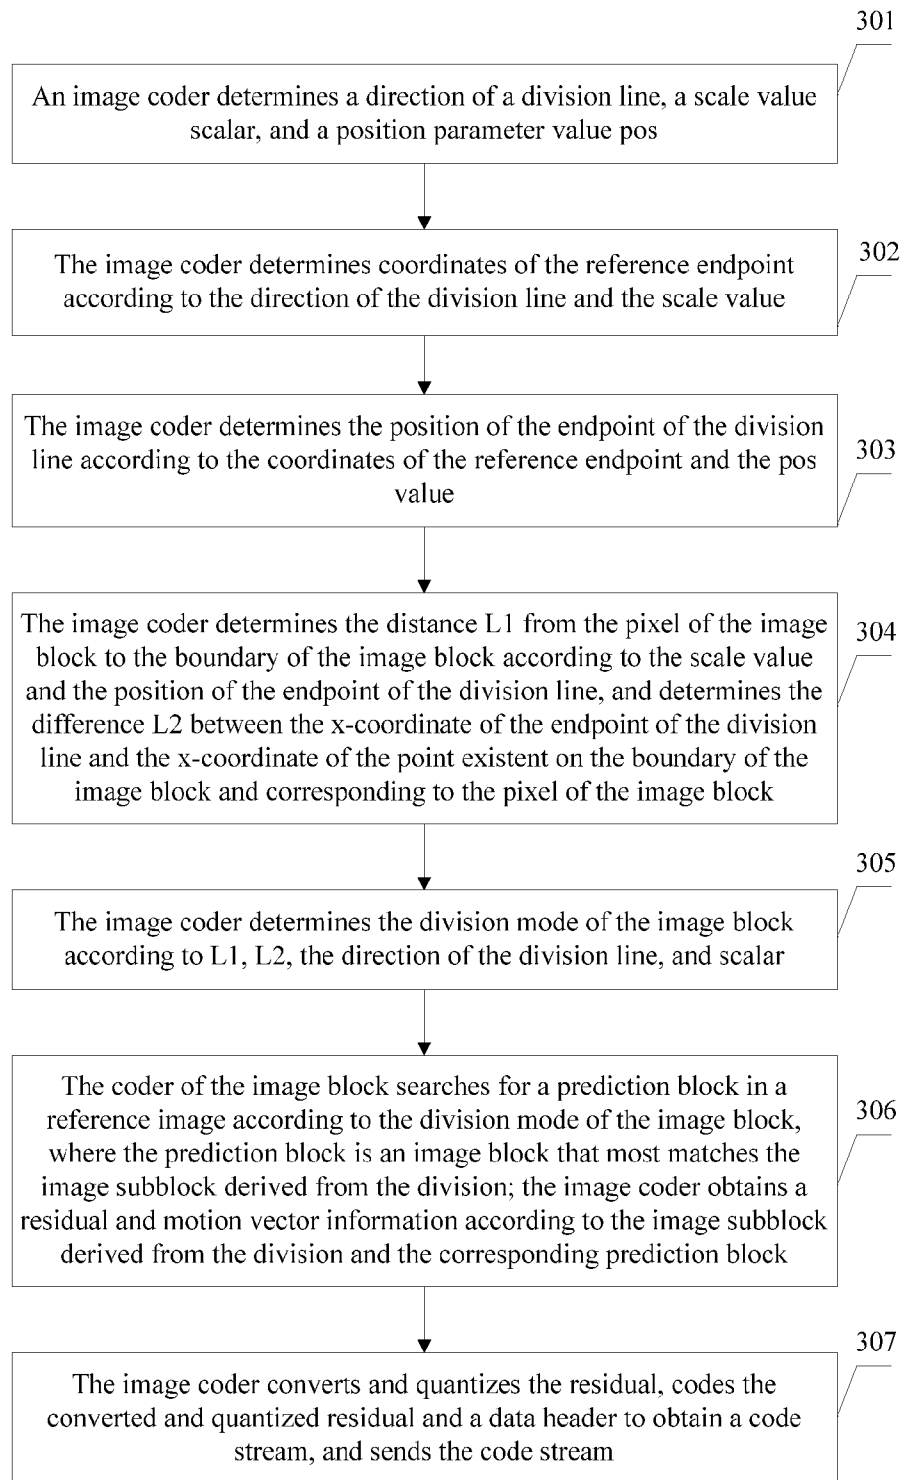 301
An image coder determines a direction of a division line, a scale value
scalar, and a position parameter value pos
302
The image coder determines coordinates of the reference endpoint
according to the direction of the division line and the scale value
303
The image coder determines the position of the endpoint of the division
line according to the coordinates of the reference endpoint and the pos
value
304
The image coder determines the distance L1 from the pixel of the image
block to the boundary of the image block according to the scale value
and the position of the endpoint of the division line, and determines the
difference L2 between the x-coordinate of the endpoint of the division
line and the x-coordinate of the point existent on the boundary of the
image block and corresponding to the pixel of the image block
305
The image coder determines the division mode of the image block
according to L1, L2, the direction of the division line, and scalar
306
The coder of the image block searches for a prediction block in a
reference image according to the division mode of the image block,
where the prediction block is an image block that most matches the
image subblock derived from the division; the image coder obtains a
residual and motion vector information according to the image subblock
derived from the division and the corresponding prediction block
307
The image coder converts and quantizes the residual, codes the
converted and quantized residual and a data header to obtain a code
stream, and sends the code stream